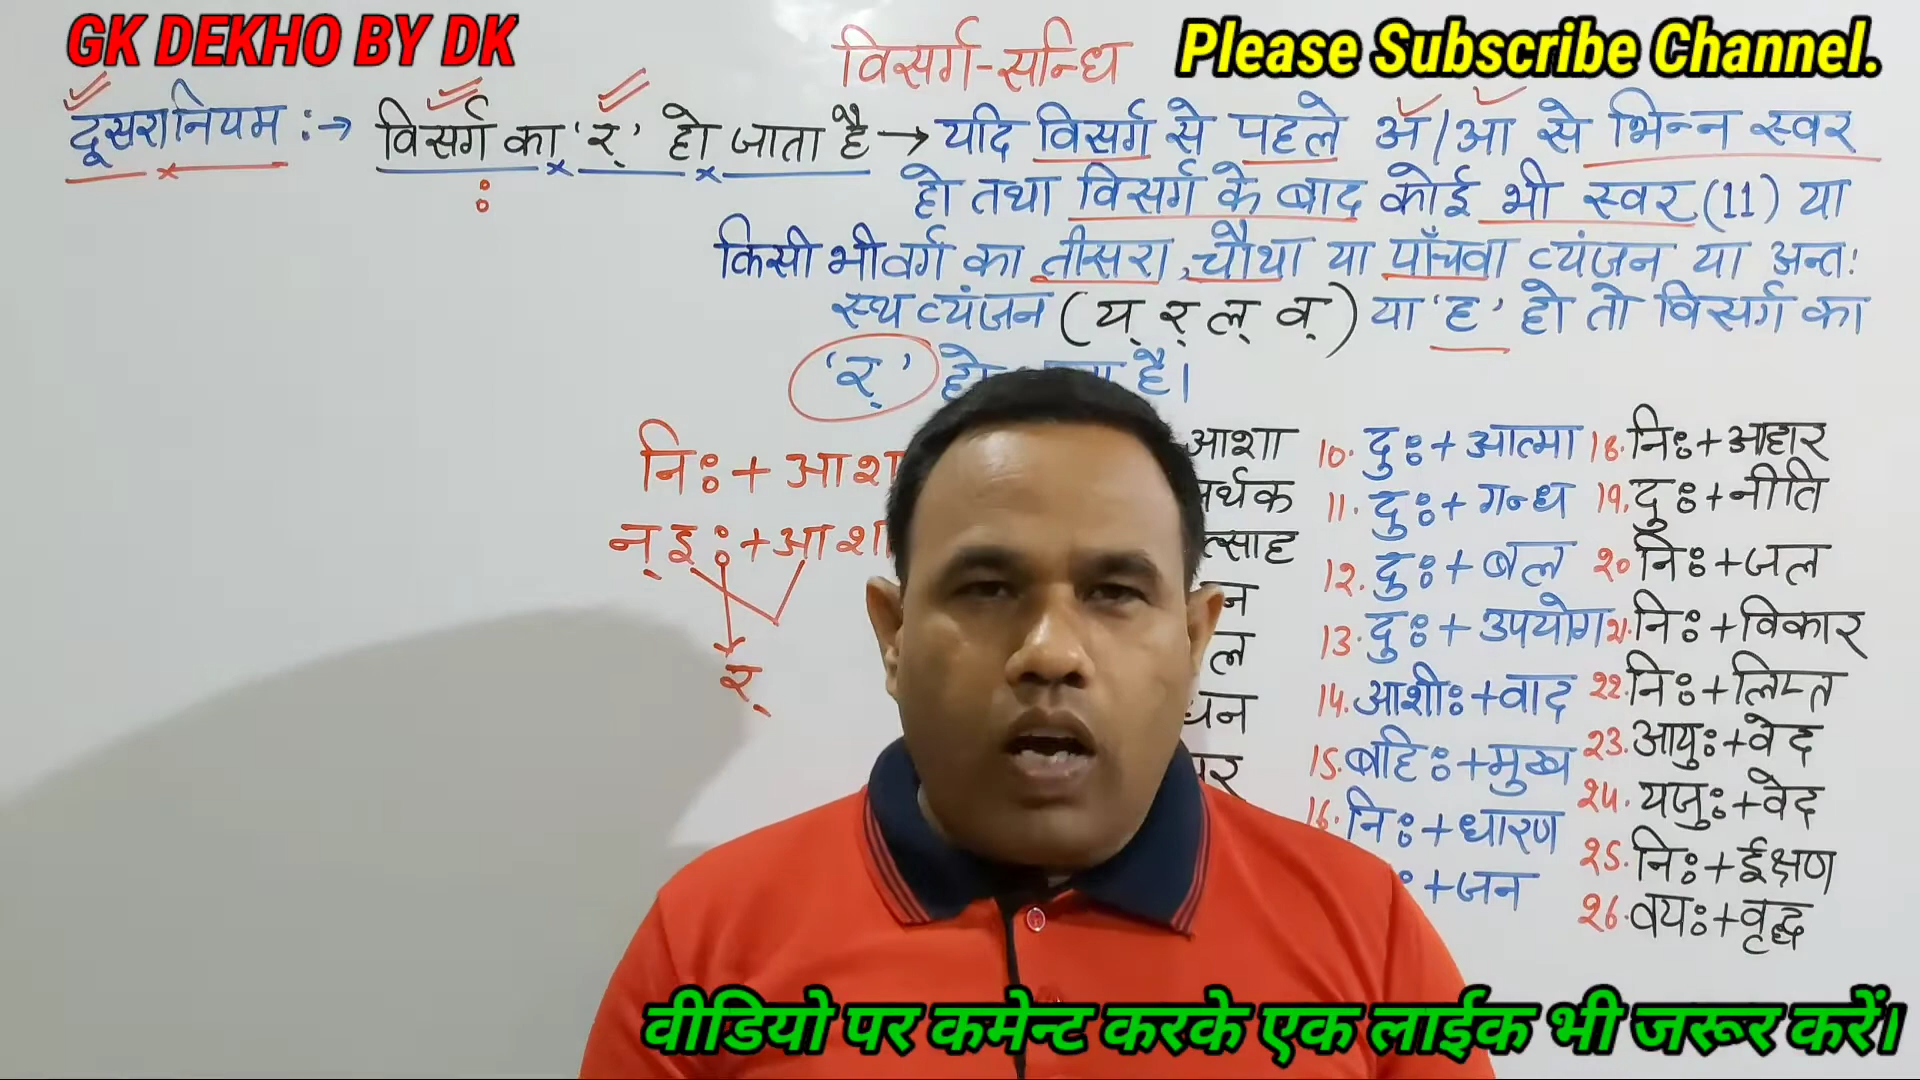 GK DEKHO BY DK
विसर्ग-सन्धि
Please Subscribe Channel.
दूसरा नियम :→ विसर्ग का 'र्' हो जाता है → यदि विसर्ग से पहले अ/आ से भिन्न स्वर
हो तथा विसर्ग के बाद कोई भी स्वर (11) या
किसी भी वर्ग का तीसरा, चौथा या पाँचवा व्यंजन या अन्तः
स्थ व्यंजन (य् र् ल् व्) या 'ह' हो तो विसर्ग का
'र्' है।
निः + आशा
न् इ : + आशा
र्
आशा
र्थक
त्साह
न
ल
र
10. दुः + आत्मा
11. दुः + गन्ध
12. दुः + बल
13. दुः + उपयोग
14. आशीः + वाद
15. बहिः + मुख
16. निः + धारण
: + जन
18. निः + आहार
19. दुः + नीति
20 निः + जल
21. निः + विकार
22. निः + लिप्त
23. आयुः + वेद
24. यजुः + वेद
25. निः + ईक्षण
26. वयः + वृद्ध
वीडियो पर कमेन्ट करके एक लाईक भी जरूर करें।